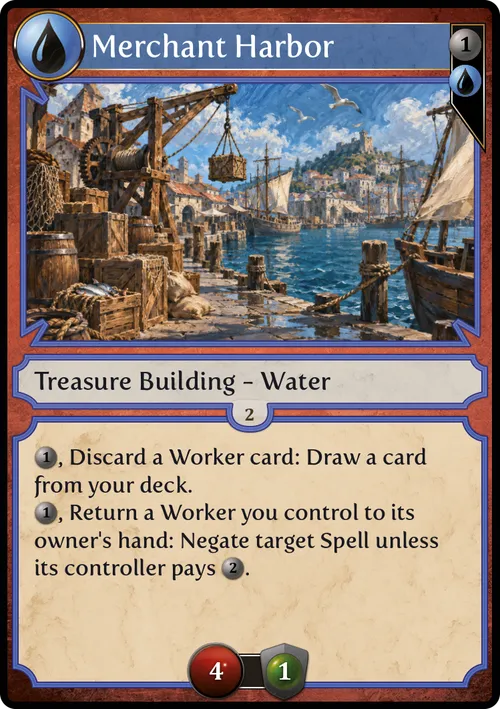 Merchant Harbor
1
Treasure Building - Water
2
1, Discard a Worker card: Draw a card
from your deck.
1, Return a Worker you control to its
owner's hand: Negate target Spell unless
its controller pays 2.
4*
1